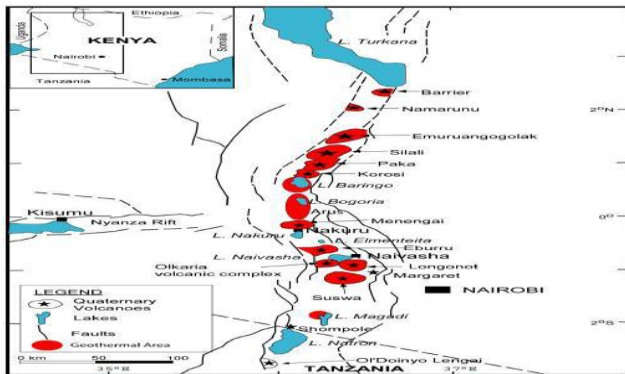 Ethiopia
Uganda
KENYA
Somalia
Nairobi
Tanzania
Mombasa
L. Turkana
Barrier
2°N
Namarunu
Emuruangogolak
Silali
Paka
Korosi
L. Baringo
L. Bogoria
Arus
Kisumu
0°
Menengai
Nyanza Rift
Nakuru
L. Nakuru
L. Elmenteita
Eburru
L. Naivasha
Naivasha
Olkaria
volcanic complex
Longonot
Margaret
NAIROBI
Suswa
LEGEND
Quaternary
Volcanoes
Lakes
Faults
Geothermal Area
L. Magadi
2°S
Shompole
0 km 50 100
L. Natron
Ol'Doinyo Lengai
35°E
TANZANIA
37°E